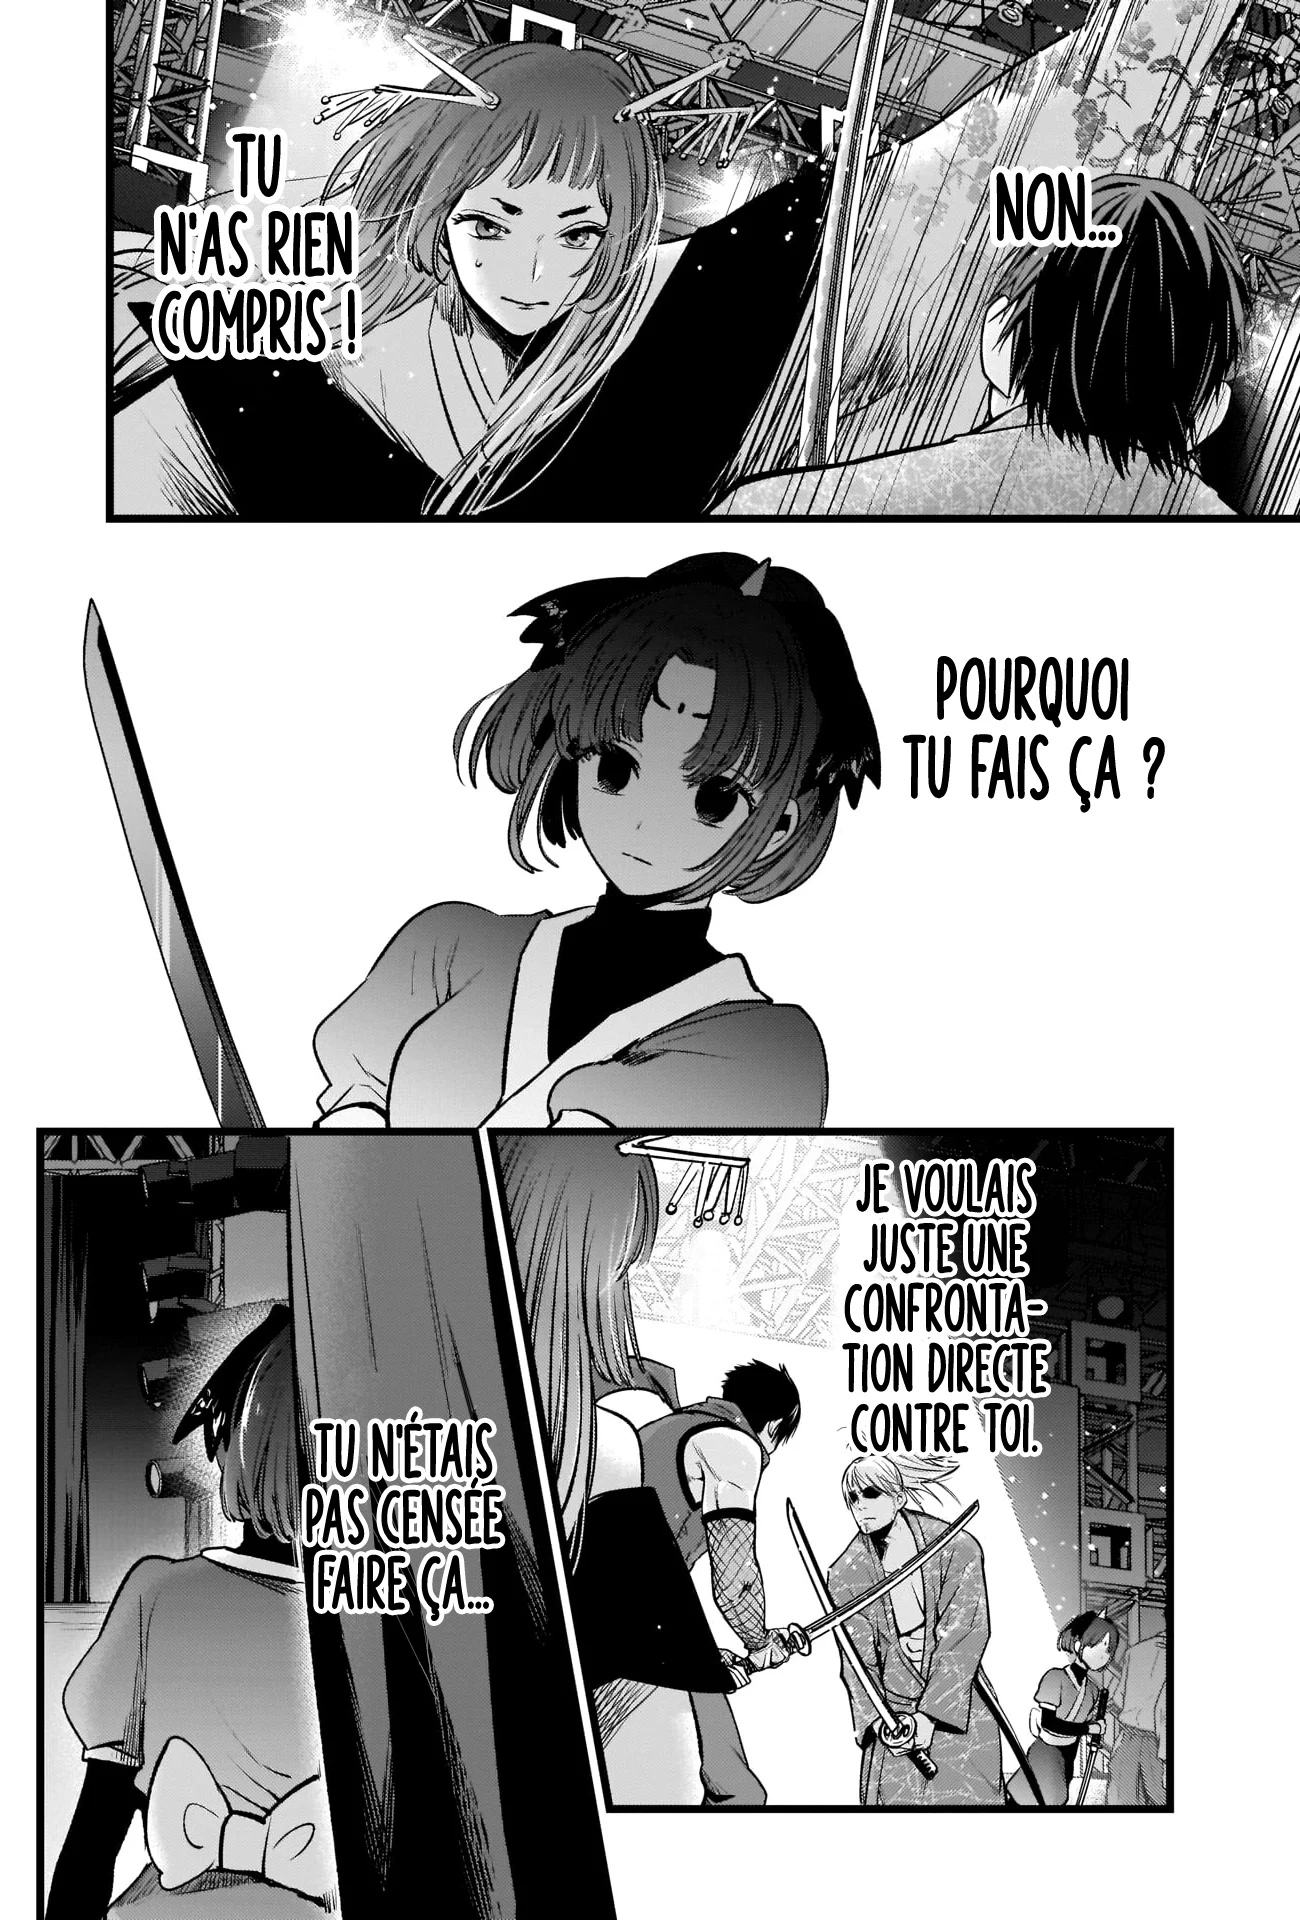 NON...
TU
N'AS RIEN
COMPRIS !
POURQUOI
TU FAIS ÇA ?
JE VOULAIS
JUSTE UNE
CONFRONTA-
TION DIRECTE
CONTRE TOI.
TU N'ÉTAIS
PAS CENSÉE
FAIRE ÇA...